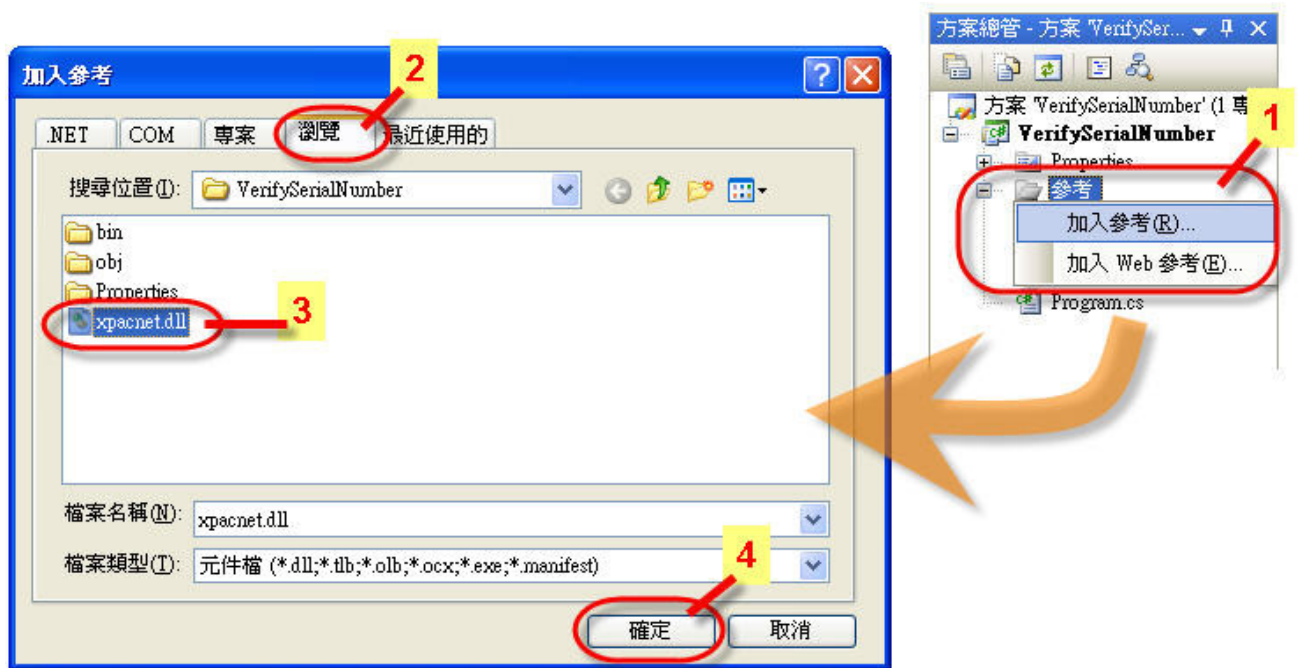 方案總管 - 方案 'VerifySer...
方案 'VerifySerialNumber' (1 專
1
VerifySerialNumber
Properties
參考
加入參考(R)...
加入 Web 參考(E)...
Program.cs
加入參考
2
.NET
COM
專案
瀏覽
最近使用的
搜尋位置(I):
VerifySerialNumber
bin
obj
Properties
xpacnet.dll
3
檔案名稱(N):
xpacnet.dll
檔案類型(T):
元件檔 (*.dll;*.tlb;*.olb;*.ocx;*.exe;*.manifest)
4
確定
取消